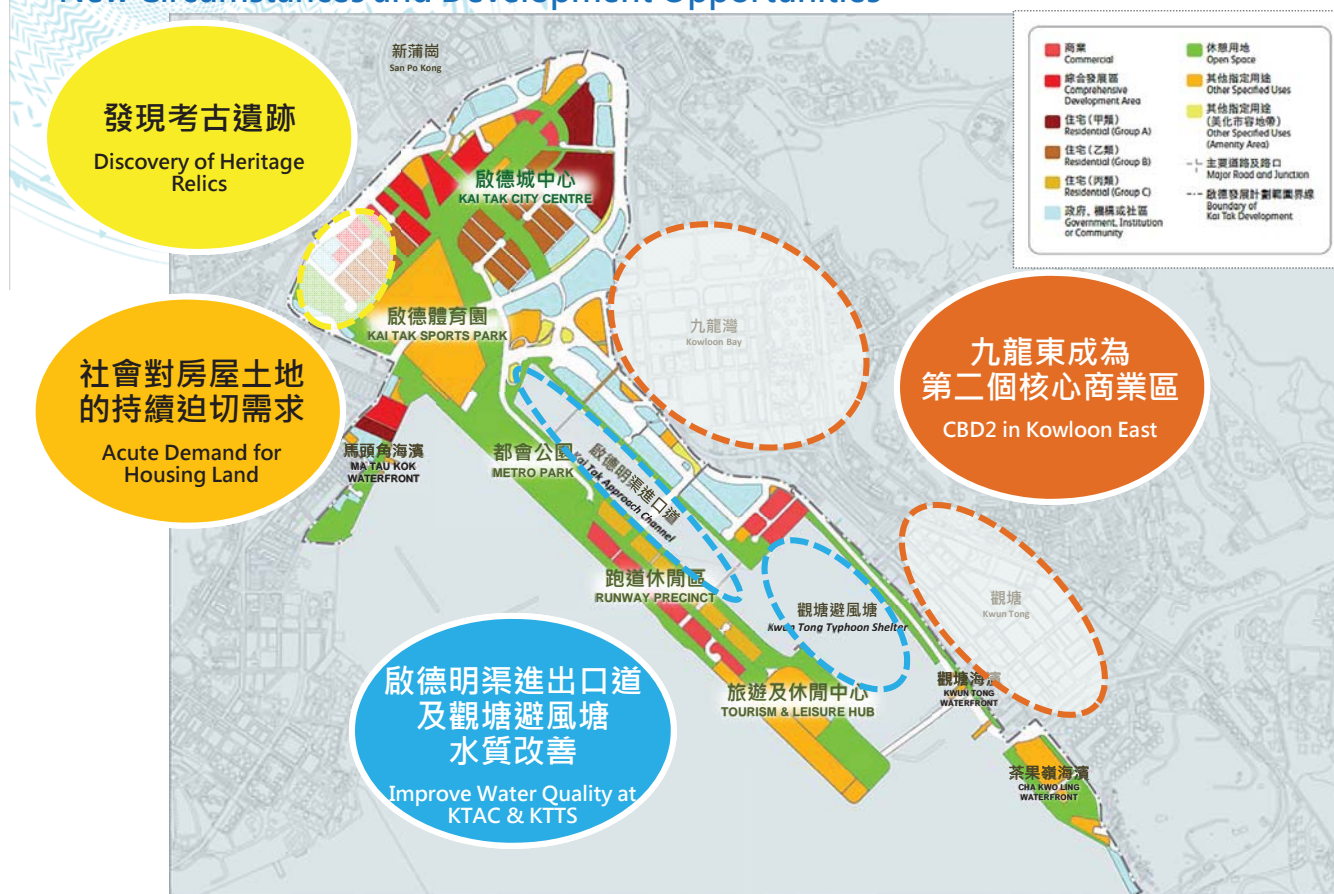 New Circumstances and Development Opportunities
新蒲崗
San Po Kong
發現考古遺跡
Discovery of Heritage
Relics
啟德城中心
KAI TAK CITY CENTRE
啟德體育園
KAI TAK SPORTS PARK
九龍灣
Kowloon Bay
社會對房屋土地
的持續迫切需求
Acute Demand for
Housing Land
九龍東成為
第二個核心商業區
CBD2 in Kowloon East
馬頭角海濱
MA TAU KOK
WATERFRONT
都會公園
METRO PARK
啟德明渠進口道
Kai Tak Approach Channel
跑道休閒區
RUNWAY PRECINCT
觀塘避風塘
Kwun Tong Typhoon Shelter
觀塘
Kwun Tong
啟德明渠進出口道
及觀塘避風塘
水質改善
Improve Water Quality at
KTAC & KTTS
旅遊及休閒中心
TOURISM & LEISURE HUB
觀塘海濱
KWUN TONG
WATERFRONT
茶果嶺海濱
CHA KWO LING
WATERFRONT
商業
Commercial
綜合發展區
Comprehensive
Development Area
住宅(甲類)
Residential (Group A)
住宅(乙類)
Residential (Group B)
住宅(丙類)
Residential (Group C)
政府、機構或社區
Government, Institution
or Community
休憩用地
Open Space
其他指定用途
Other Specified Uses
其他指定用途
(美化市容地帶)
Other Specified Uses
(Amenity Area)
主要道路及路口
Major Road and Junction
啟德發展計劃範圍界線
Boundary of
Kai Tak Development